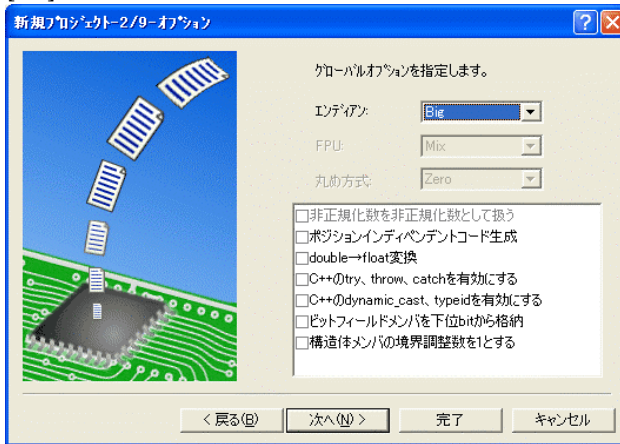 新規ﾌﾟﾛｼﾞｪｸﾄ-2/9-ｵﾌﾟｼｮﾝ
ｸﾞﾛｰﾊﾞﾙｵﾌﾟｼｮﾝを指定します。
ｴﾝﾃﾞｨｱﾝ: Big
FPU: Mix
丸め方式: Zero
非正規化数を非正規化数として扱う
ポジションインディペンデントコード生成
double→float変換
C++のtry、throw、catchを有効にする
C++のdynamic_cast、typeidを有効にする
ビットフィールドメンバを下位bitから格納
構造体メンバの境界調整数を1とする
< 戻る(B) 次へ(N) > 完了 キャンセル